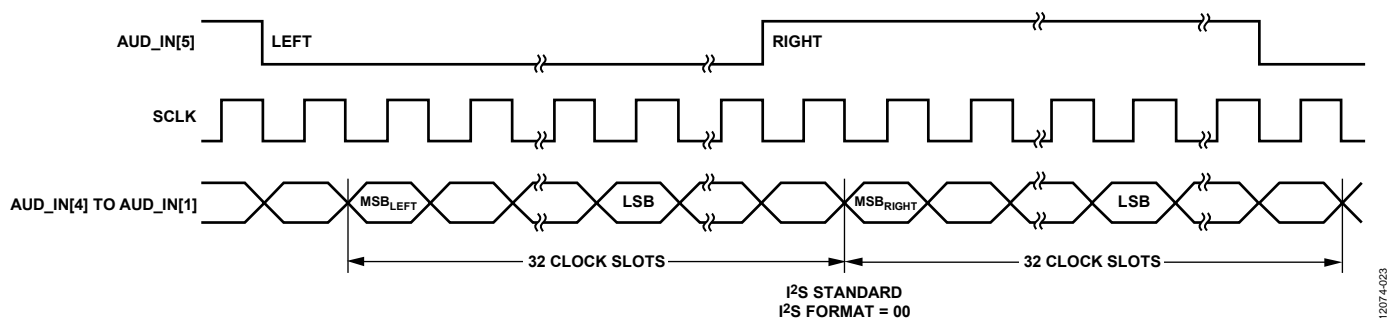 AUD_IN[5] LEFT RIGHT
SCLK
AUD_IN[4] TO AUD_IN[1] MSBLEFT LSB MSBRIGHT LSB
32 CLOCK SLOTS 32 CLOCK SLOTS
I2S STANDARD
I2S FORMAT = 00
12074-023